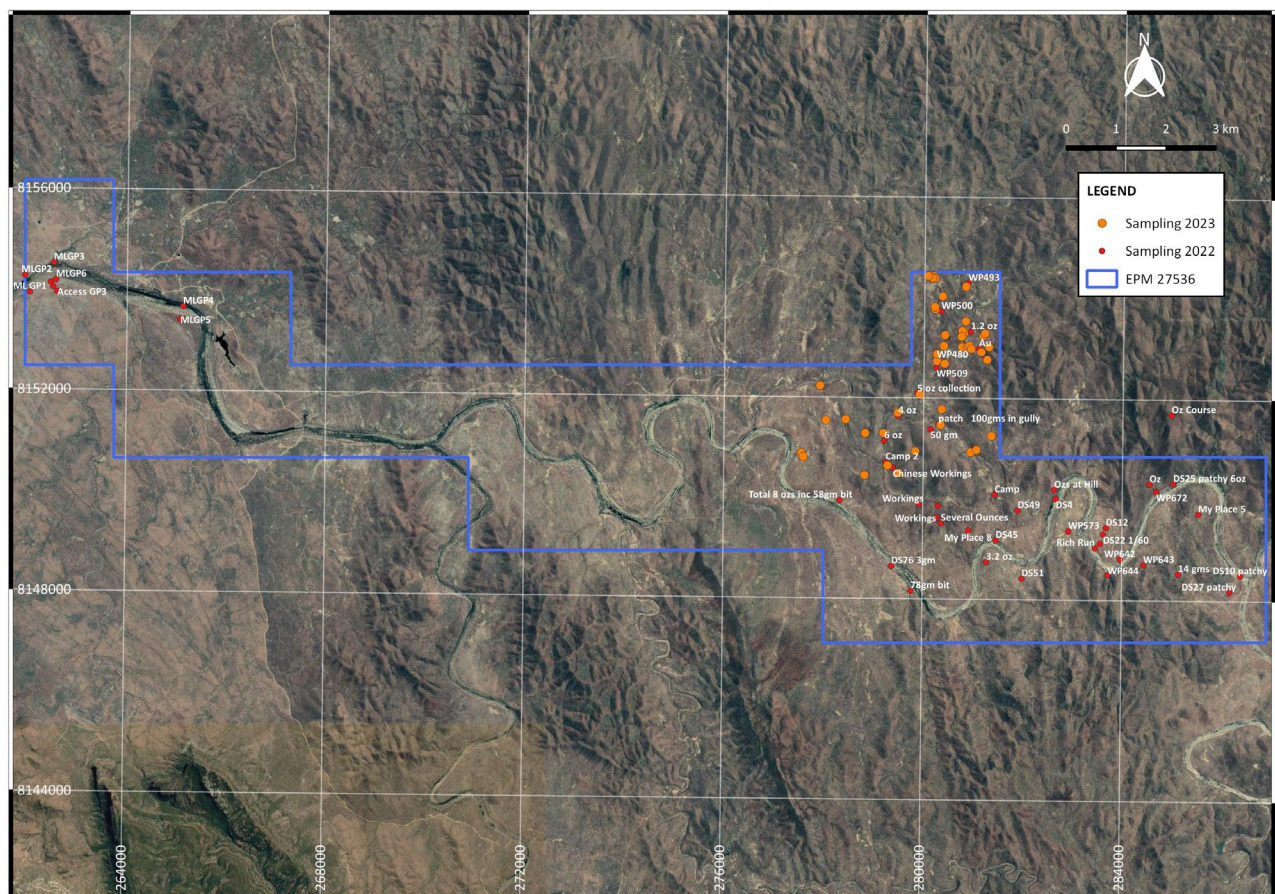 N
0 1 2 3 km
LEGEND
Sampling 2023
Sampling 2022
EPM 27536
8156000
8152000
8148000
8144000
264000
268000
272000
276000
280000
284000
MLGP3
MLGP2
MLGP6
MLGP1
Access GP3
MLGP4
MLGP5
WP493
WP500
1.2 oz
Au
WP480
WP509
5 oz collection
4 oz
patch
100gms in gully
50 gm
6 oz
Oz Course
Camp 2
Chinese Workings
Total 8 ozs inc 58gm bit
Workings
Camp
Ozs at Hill
Oz
DS25 patchy 6oz
WP672
DS4
DS49
My Place 5
Workings
Several Ounces
My Place 8
DS45
WP573
DS12
Rich Run
DS22 1/60
WP642
WP643
3.2 oz
DS76 3gm
DS51
WP644
14 gms
DS10 patchy
DS27 patchy
78gm bit